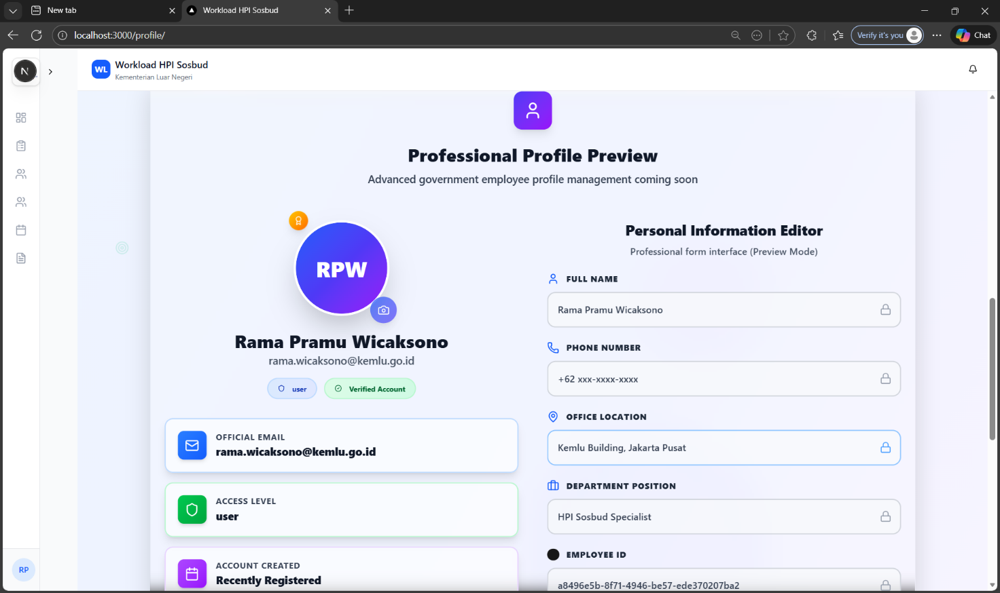 New tab
Workload HPI Sosbud
localhost:3000/profile/
Verify it's you
Chat
N
WL
Workload HPI Sosbud
Kementerian Luar Negeri
Professional Profile Preview
Advanced government employee profile management coming soon
RPW
Rama Pramu Wicaksono
rama.wicaksono@kemlu.go.id
user
Verified Account
OFFICIAL EMAIL
rama.wicaksono@kemlu.go.id
ACCESS LEVEL
user
ACCOUNT CREATED
Recently Registered
Personal Information Editor
Professional form interface (Preview Mode)
FULL NAME
Rama Pramu Wicaksono
PHONE NUMBER
+62 xxx-xxxx-xxxx
OFFICE LOCATION
Kemlu Building, Jakarta Pusat
DEPARTMENT POSITION
HPI Sosbud Specialist
EMPLOYEE ID
a8496e5b-8f71-4946-be57-ede370207ba2
RP